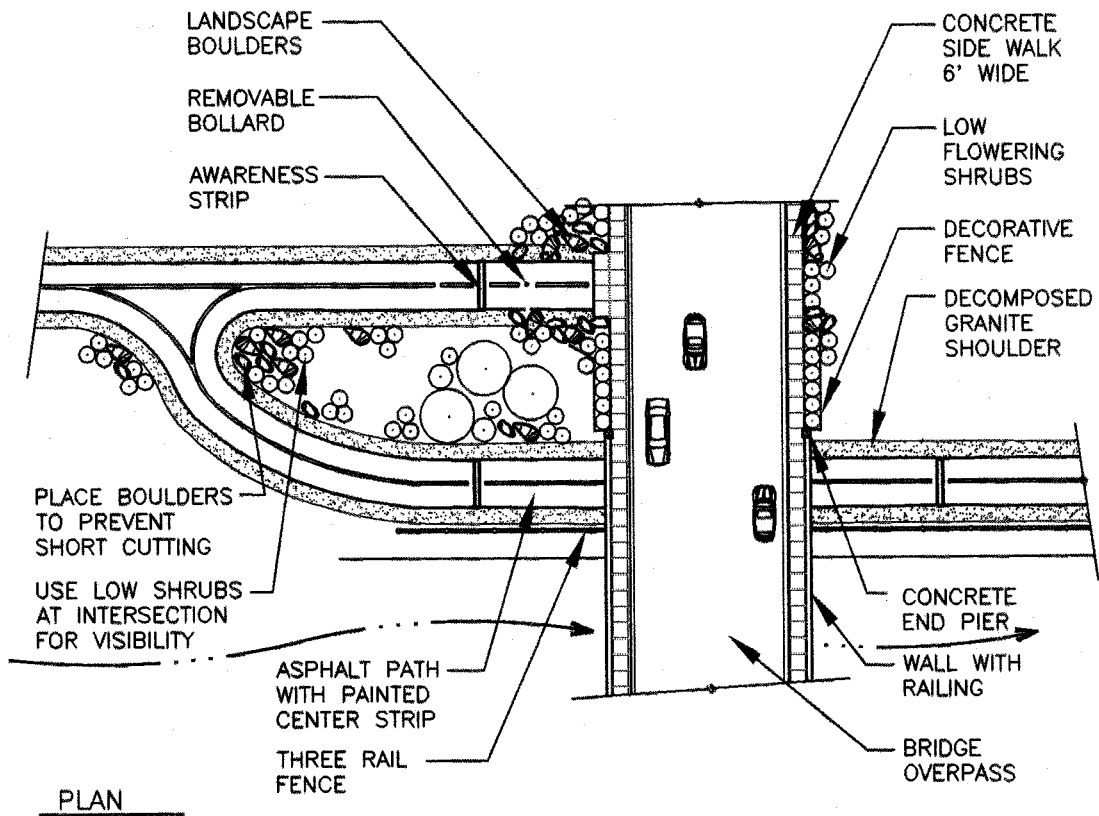 LANDSCAPE
BOULDERS
REMOVABLE
BOLLARD
AWARENESS
STRIP
CONCRETE
SIDE WALK
6' WIDE
LOW
FLOWERING
SHRUBS
DECORATIVE
FENCE
DECOMPOSED
GRANITE
SHOULDER
PLACE BOULDERS
TO PREVENT
SHORT CUTTING
USE LOW SHRUBS
AT INTERSECTION
FOR VISIBILITY
ASPHALT PATH
WITH PAINTED
CENTER STRIP
THREE RAIL
FENCE
CONCRETE
END PIER
WALL WITH
RAILING
BRIDGE
OVERPASS
PLAN